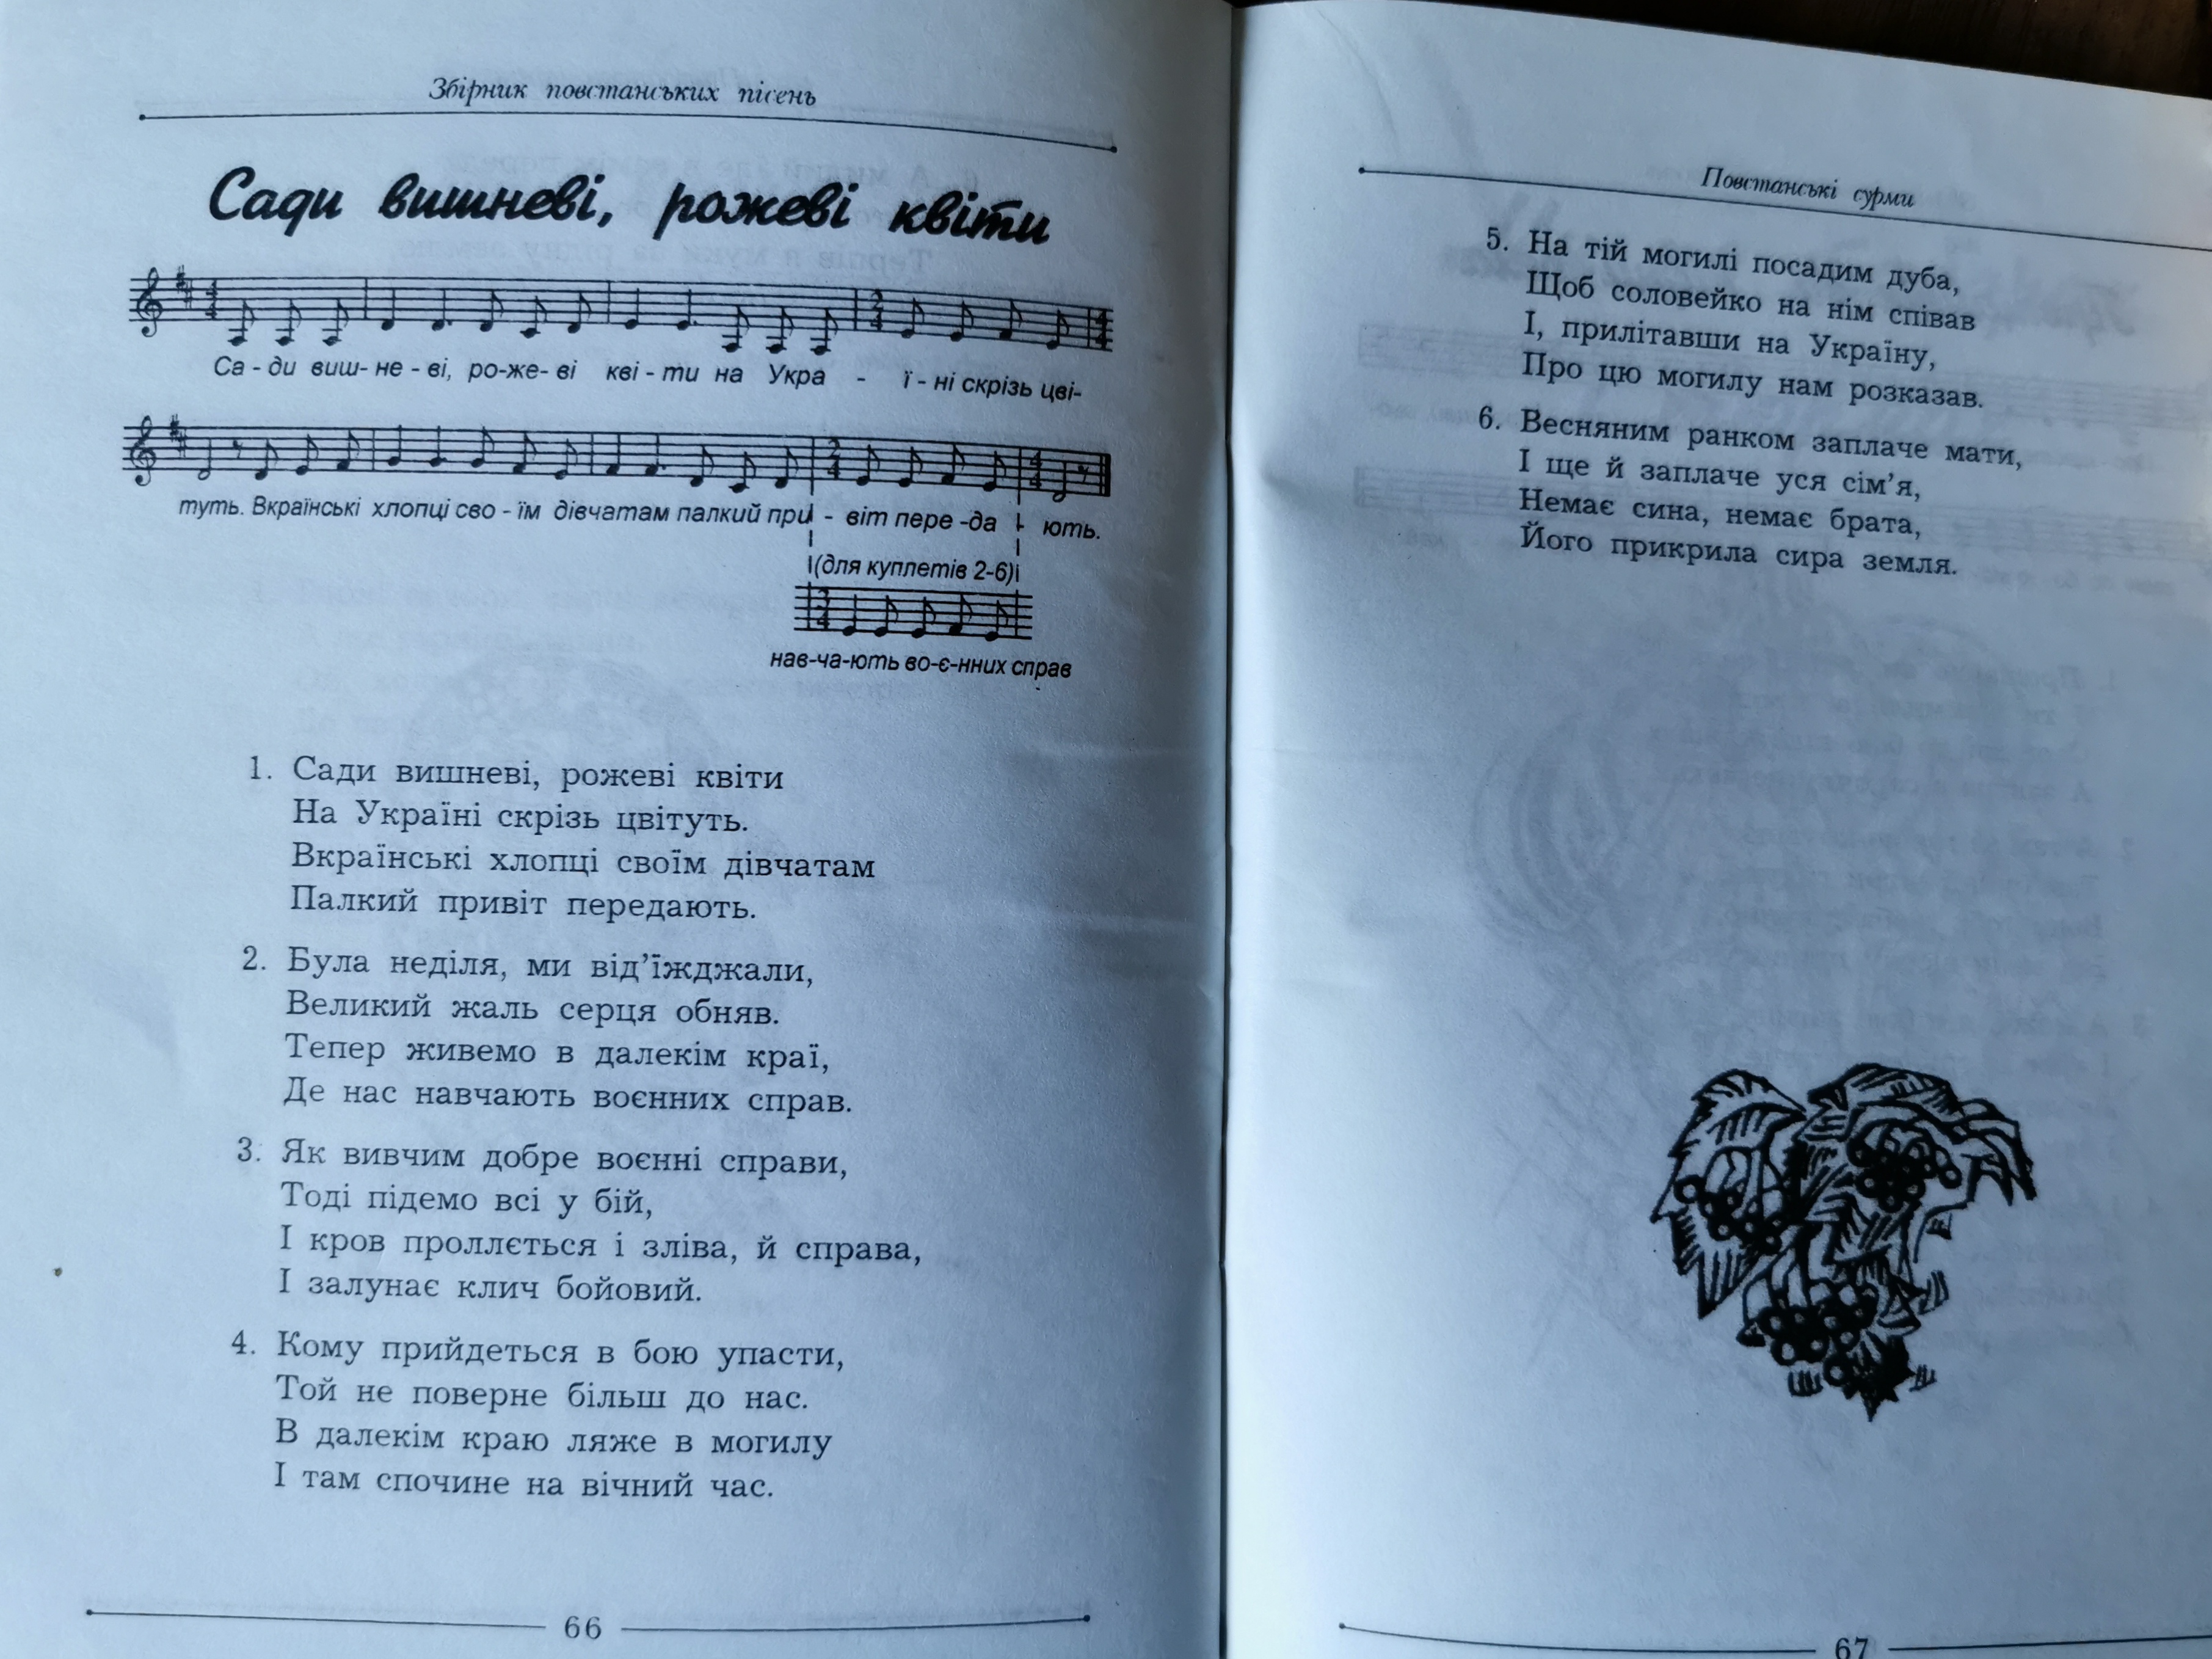 Збірник повстанських пісень
Сади вишневі, рожеві квіти
Са - ди виш- не - ві, ро-же- ві кві - ти на Укра - ї - ні скрізь цві-
туть. Вкраїнські хлопці сво - їм дівчатам палкий при - віт пере -да - ють.
(для куплетів 2-6)
нав-ча-ють во-є-нних справ
1. Сади вишневі, рожеві квіти
На Україні скрізь цвітуть.
Вкраїнські хлопці своїм дівчатам
Палкий привіт передають.
2. Була неділя, ми від’їжджали,
Великий жаль серця обняв.
Тепер живемо в далекім краї,
Де нас навчають воєнних справ.
3. Як вивчим добре воєнні справи,
Тоді підемо всі у бій,
І кров проллється і зліва, й справа,
І залунає клич бойовий.
4. Кому прийдеться в бою упасти,
Той не поверне більш до нас.
В далекім краю ляже в могилу
І там спочине на вічний час.
66
Повстанські сурми
5. На тій могилі посадим дуба,
Щоб соловейко на нім співав
І, прилітавши на Україну,
Про цю могилу нам розказав.
6. Весняним ранком заплаче мати,
І ще й заплаче уся сім’я,
Немає сина, немає брата,
Його прикрила сира земля.
67